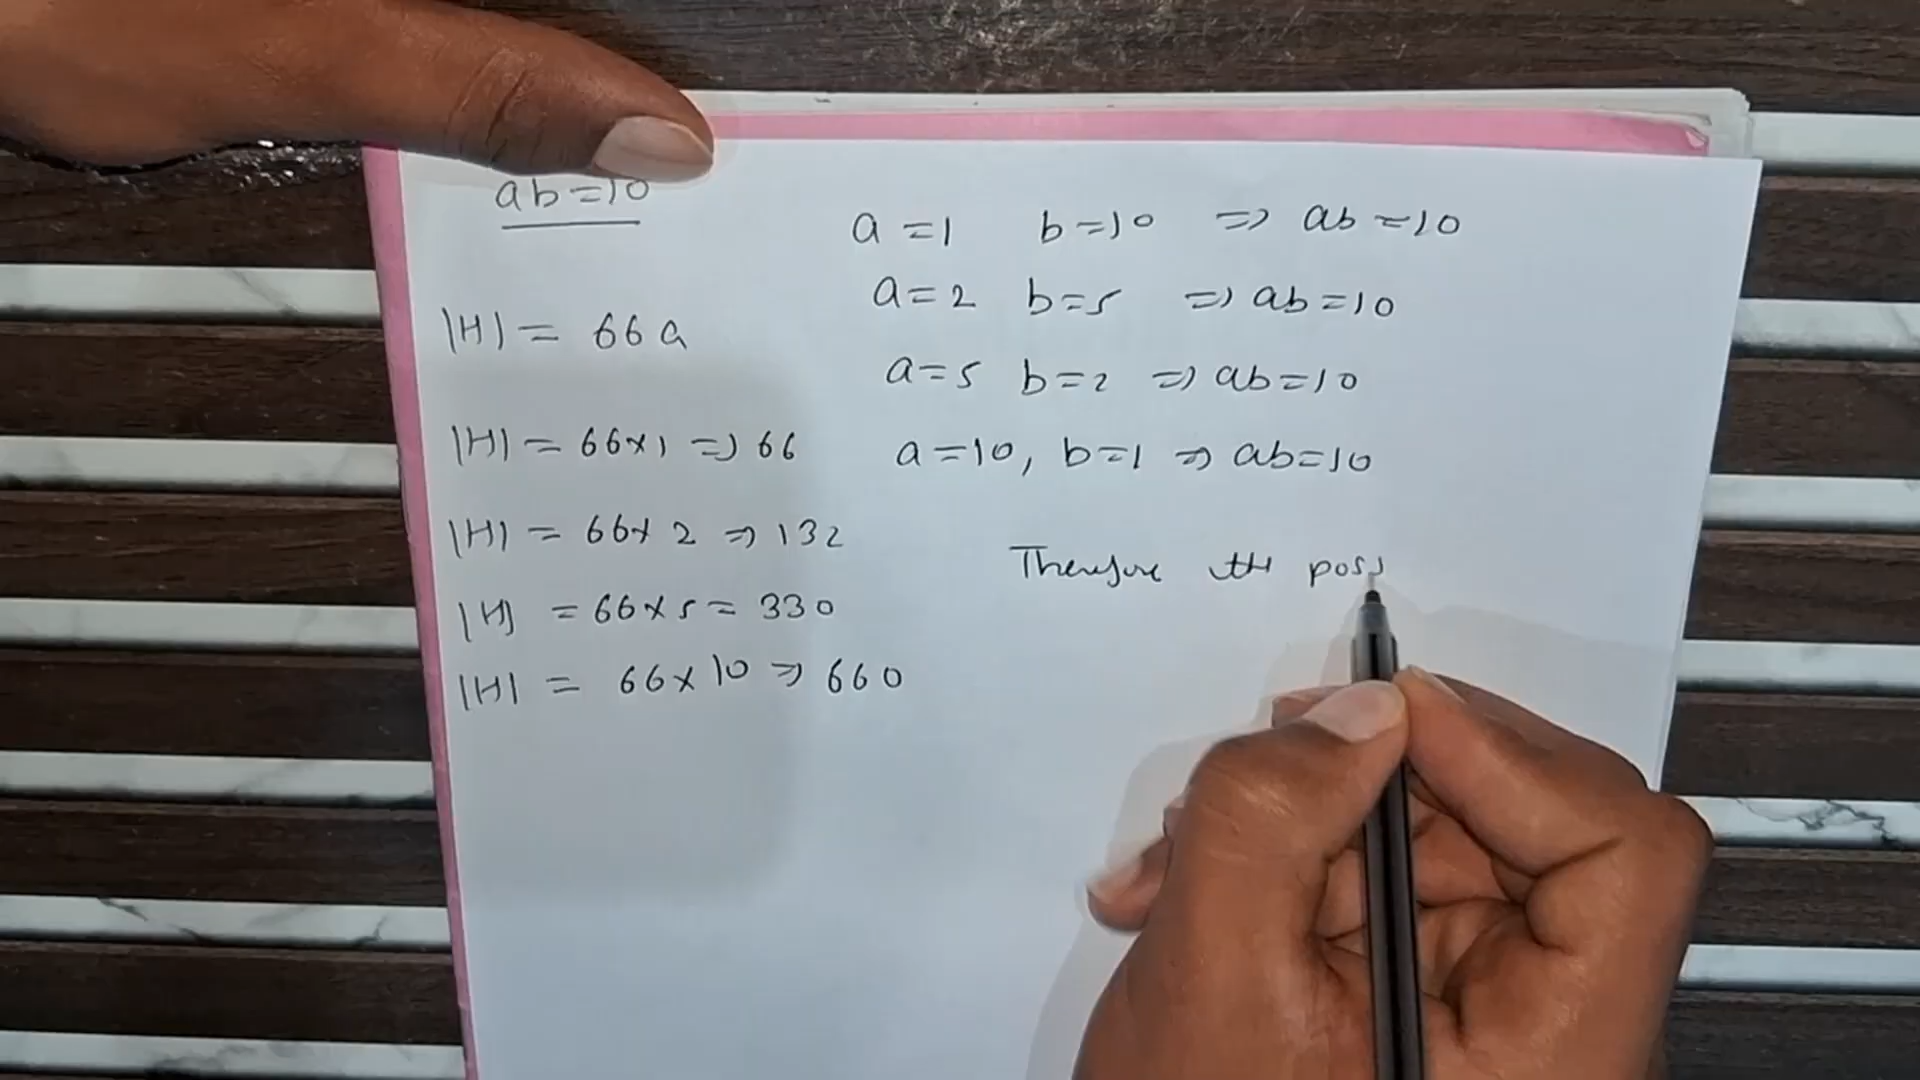 ab=10
|H| = 66a
|H| = 66×1 => 66
|H| = 66× 2 => 132
|H| = 66×5 = 330
|H| = 66× 10 => 660
a =1 b=10 => ab =10
a=2 b=5 => ab=10
a=5 b=2 => ab=10
a=10, b=1 => ab=10
Therefore the poss